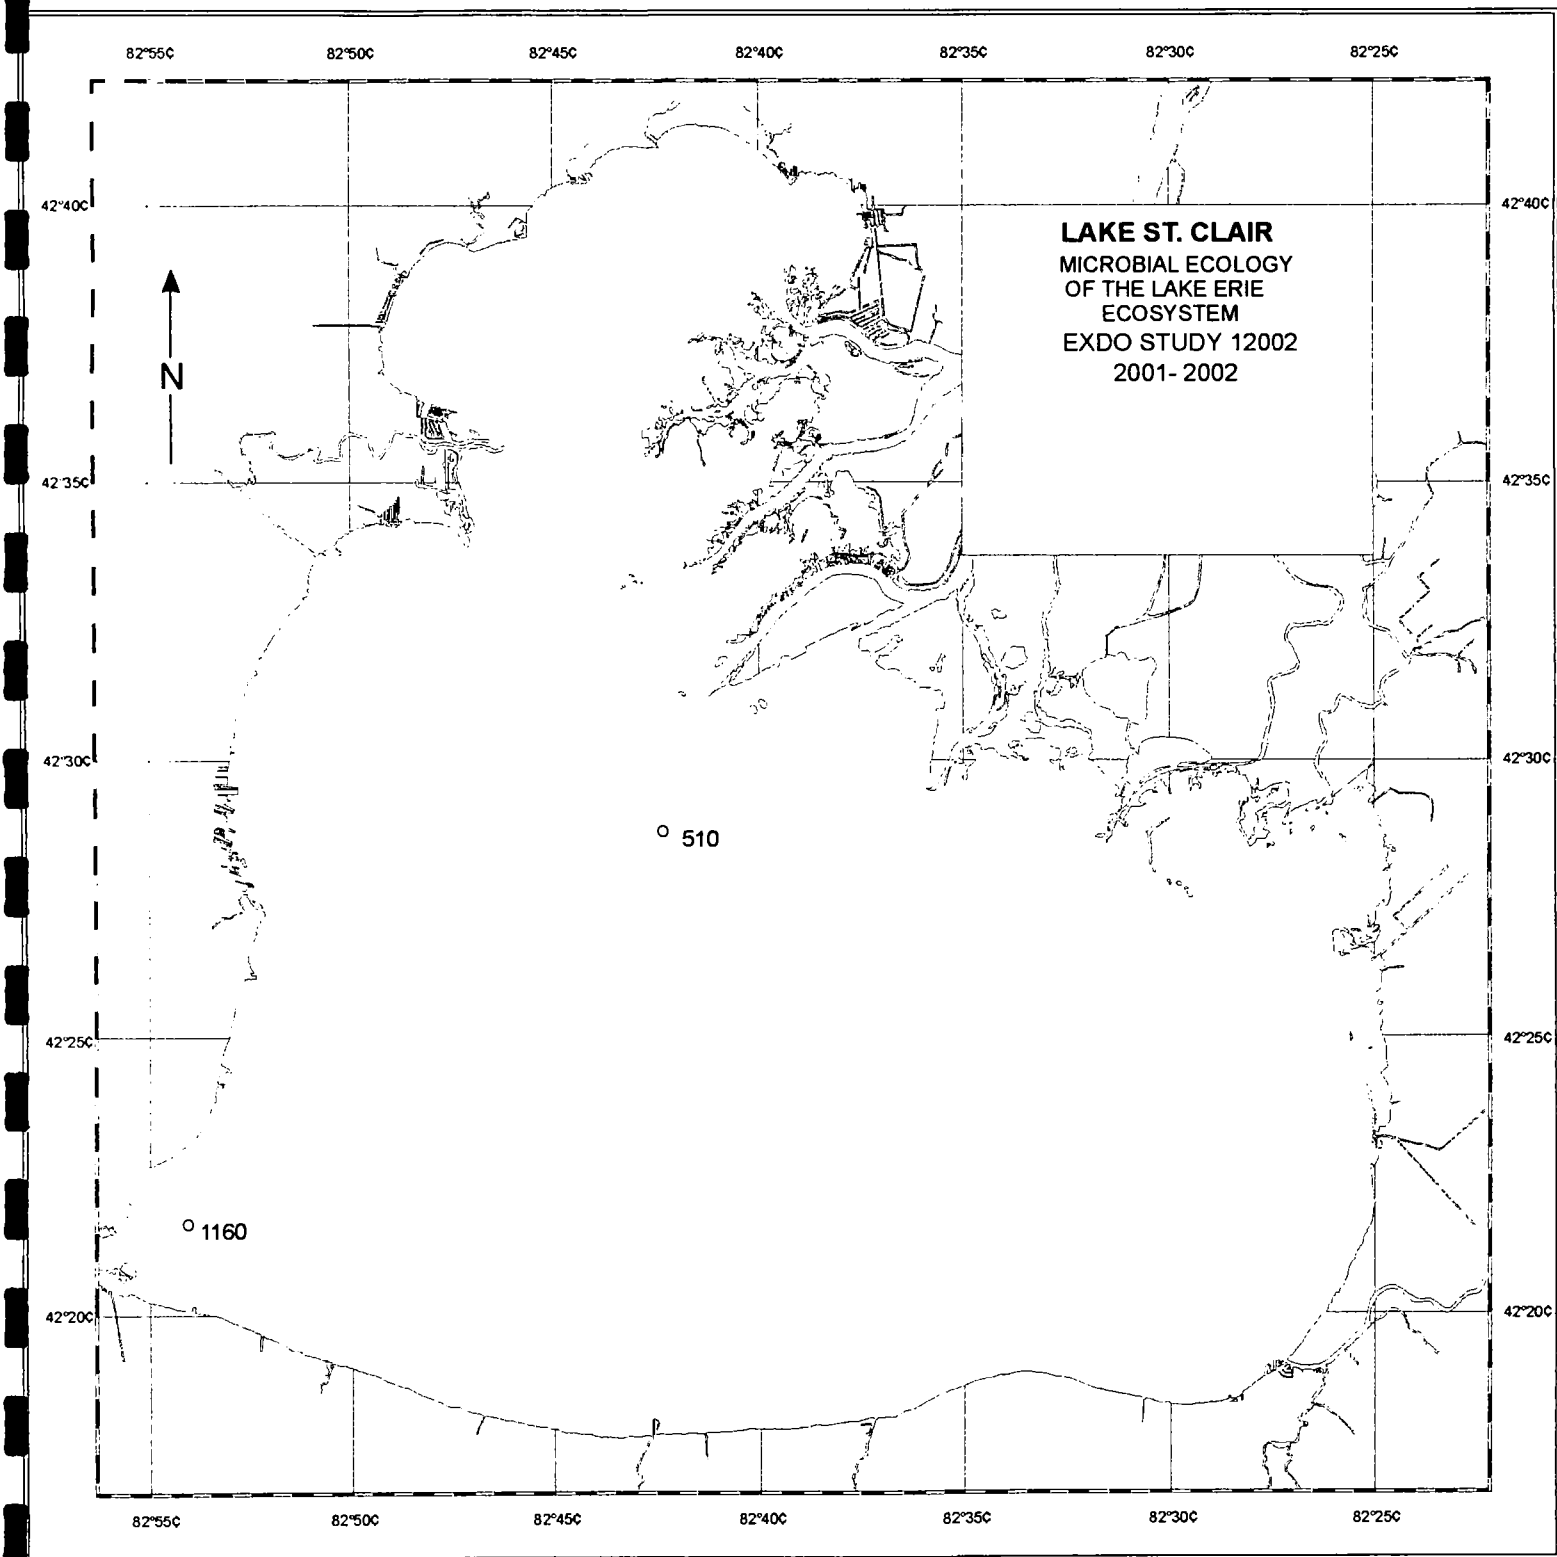 82°55¢ 82°50¢ 82°45¢ 82°40¢ 82°35¢ 82°30¢ 82°25¢
42°40¢ 42°40¢
LAKE ST. CLAIR
MICROBIAL ECOLOGY
OF THE LAKE ERIE
ECOSYSTEM
EXDO STUDY 12002
2001- 2002
N
42°35¢ 42°35¢
42°30¢ 42°30¢
510
42°25¢ 42°25¢
1160
42°20¢ 42°20¢
82°55¢ 82°50¢ 82°45¢ 82°40¢ 82°35¢ 82°30¢ 82°25¢